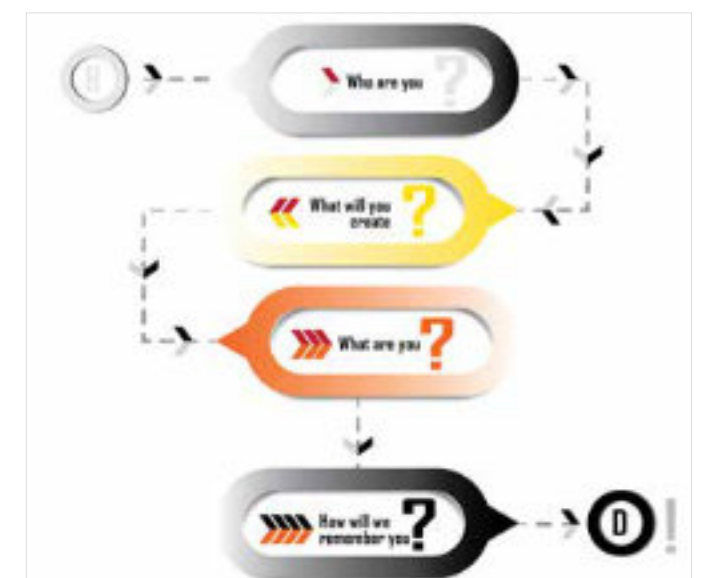 Who are you ?
What will you
create ?
What are you ?
How will we
remember you ?
D !